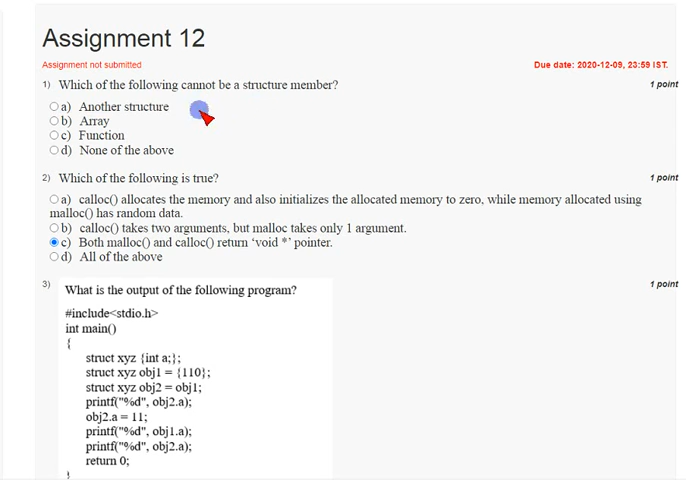 Assignment 12
Assignment not submitted
Due date: 2020-12-09, 23:59 IST.
1) Which of the following cannot be a structure member?
1 point
a) Another structure
b) Array
c) Function
d) None of the above
2) Which of the following is true?
1 point
a) calloc() allocates the memory and also initializes the allocated memory to zero, while memory allocated using
malloc() has random data.
b) calloc() takes two arguments, but malloc takes only 1 argument.
c) Both malloc() and calloc() return ‘void *’ pointer.
d) All of the above
3) What is the output of the following program?
1 point
#include<stdio.h>
int main()
{
struct xyz {int a;};
struct xyz obj1 = {110};
struct xyz obj2 = obj1;
printf("%d", obj2.a);
obj2.a = 11;
printf("%d", obj1.a);
printf("%d", obj2.a);
return 0;
}